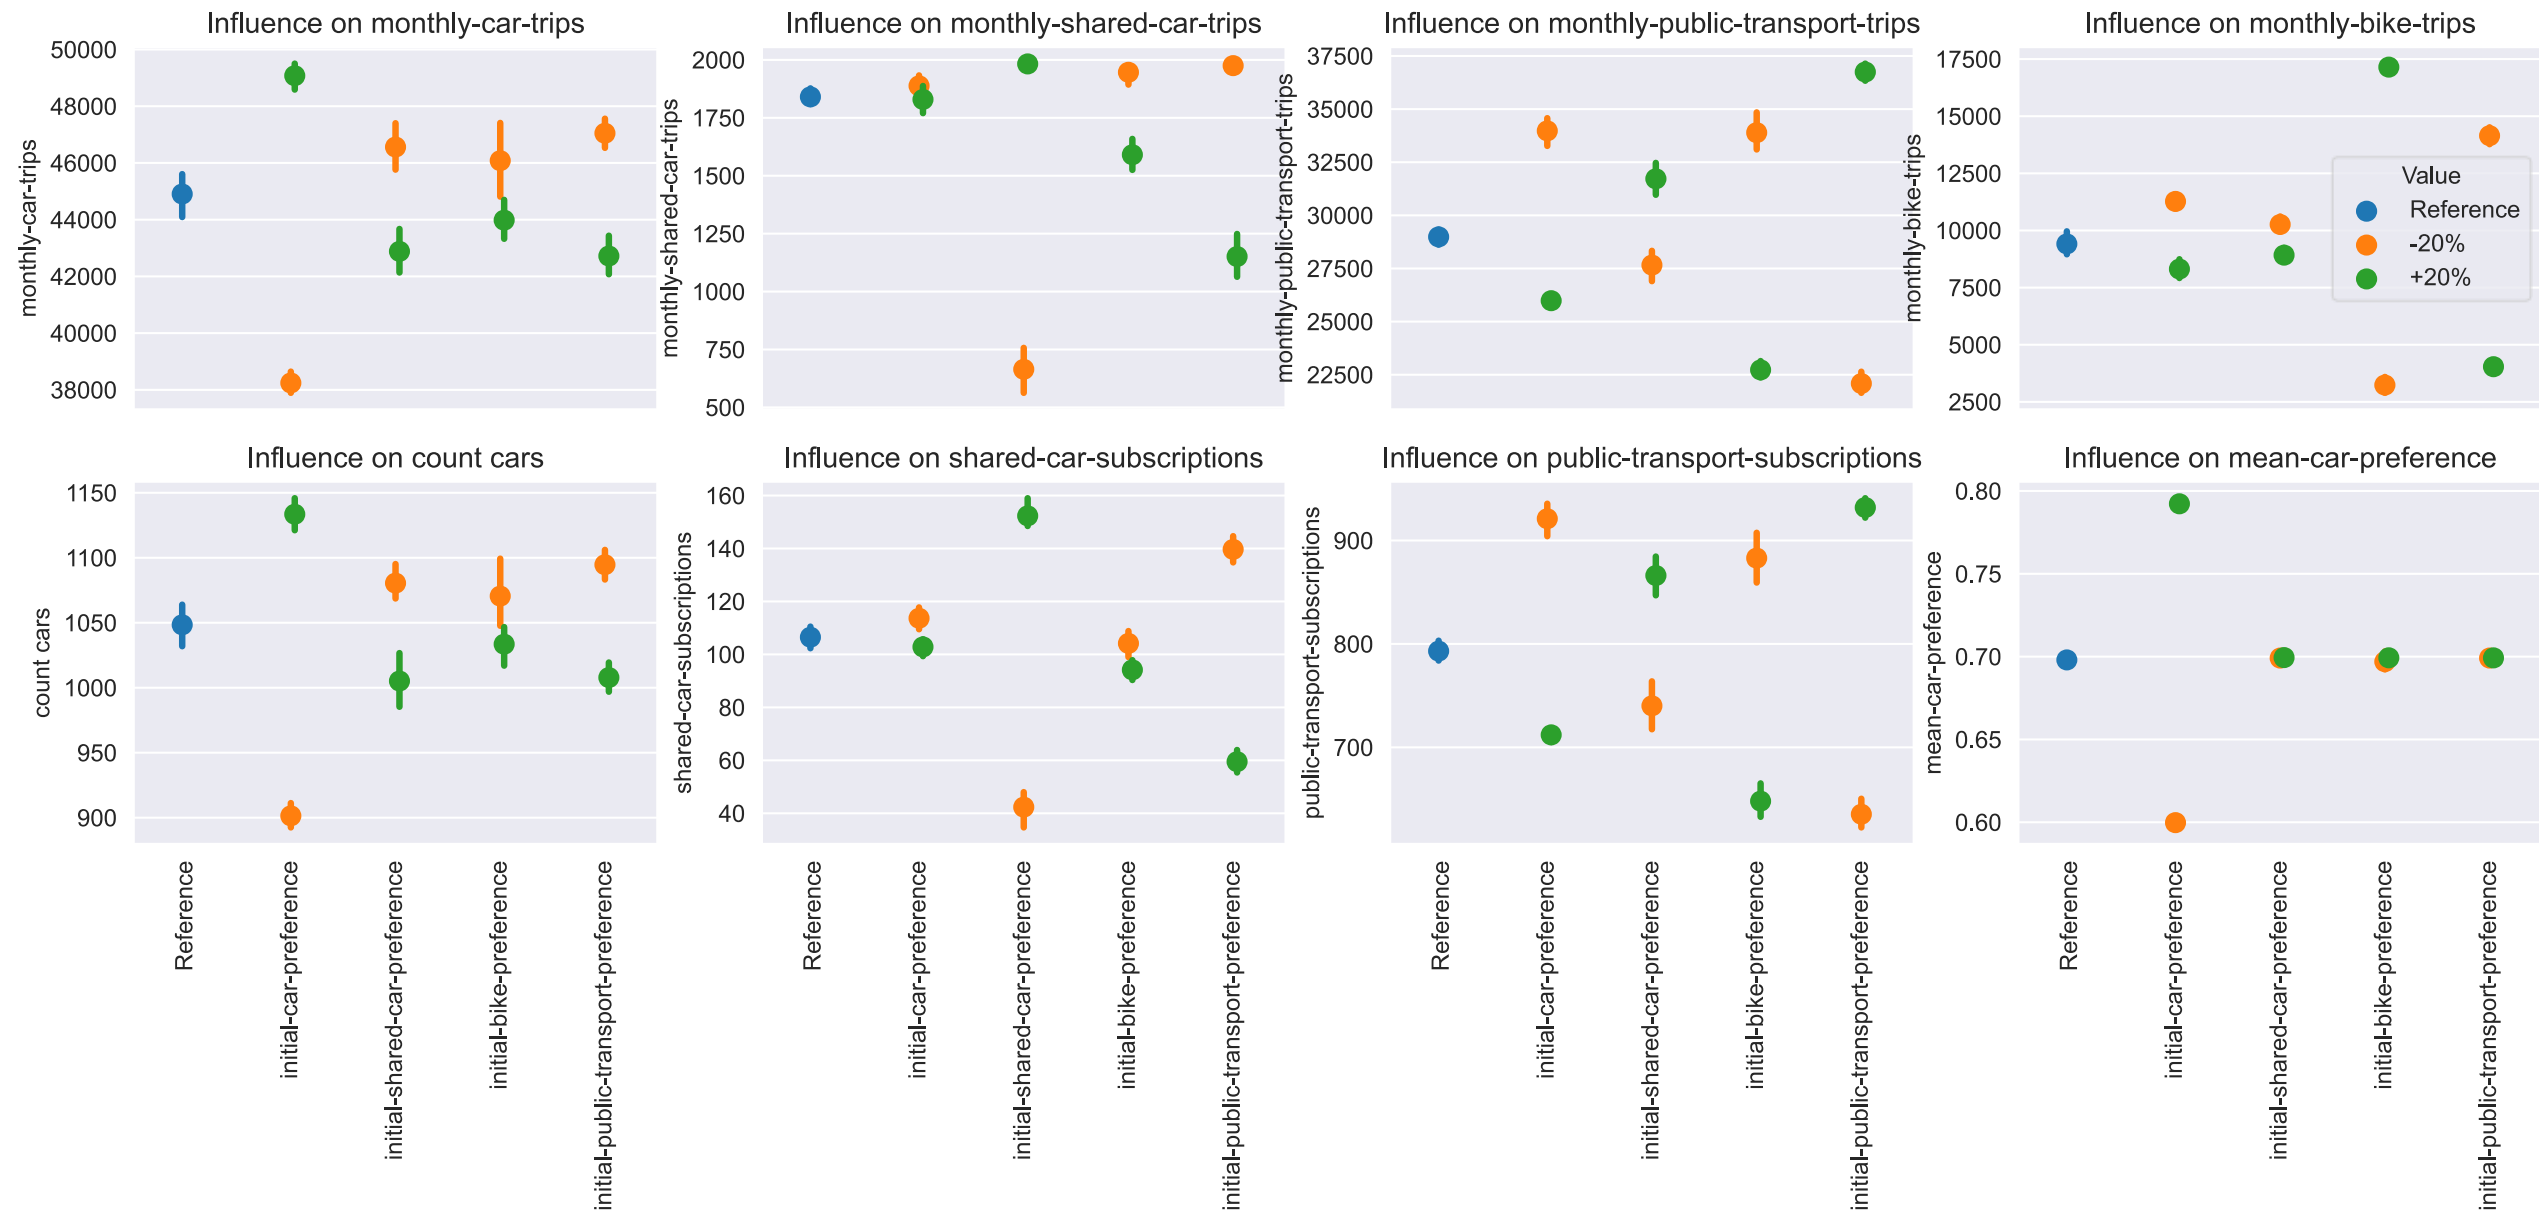 Influence on monthly-car-trips
monthly-car-trips
50000
48000
46000
44000
42000
40000
38000
Influence on monthly-shared-car-trips
monthly-shared-car-trips
2000
1750
1500
1250
1000
750
500
Influence on monthly-public-transport-trips
monthly-public-transport-trips
37500
35000
32500
30000
27500
25000
22500
Influence on monthly-bike-trips
monthly-bike-trips
17500
15000
12500
10000
7500
5000
2500
Value
Reference
-20%
+20%
Influence on count cars
count cars
1150
1100
1050
1000
950
900
Reference
initial-car-preference
initial-shared-car-preference
initial-bike-preference
initial-public-transport-preference
Influence on shared-car-subscriptions
shared-car-subscriptions
160
140
120
100
80
60
40
Reference
initial-car-preference
initial-shared-car-preference
initial-bike-preference
initial-public-transport-preference
Influence on public-transport-subscriptions
public-transport-subscriptions
900
800
700
Reference
initial-car-preference
initial-shared-car-preference
initial-bike-preference
initial-public-transport-preference
Influence on mean-car-preference
mean-car-preference
0.80
0.75
0.70
0.65
0.60
Reference
initial-car-preference
initial-shared-car-preference
initial-bike-preference
initial-public-transport-preference